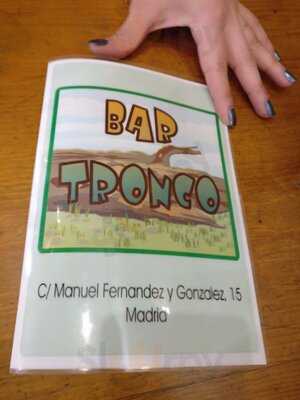 BAR
TRONCO
C/ Manuel Fernandez y Gonzalez, 15
Madrid